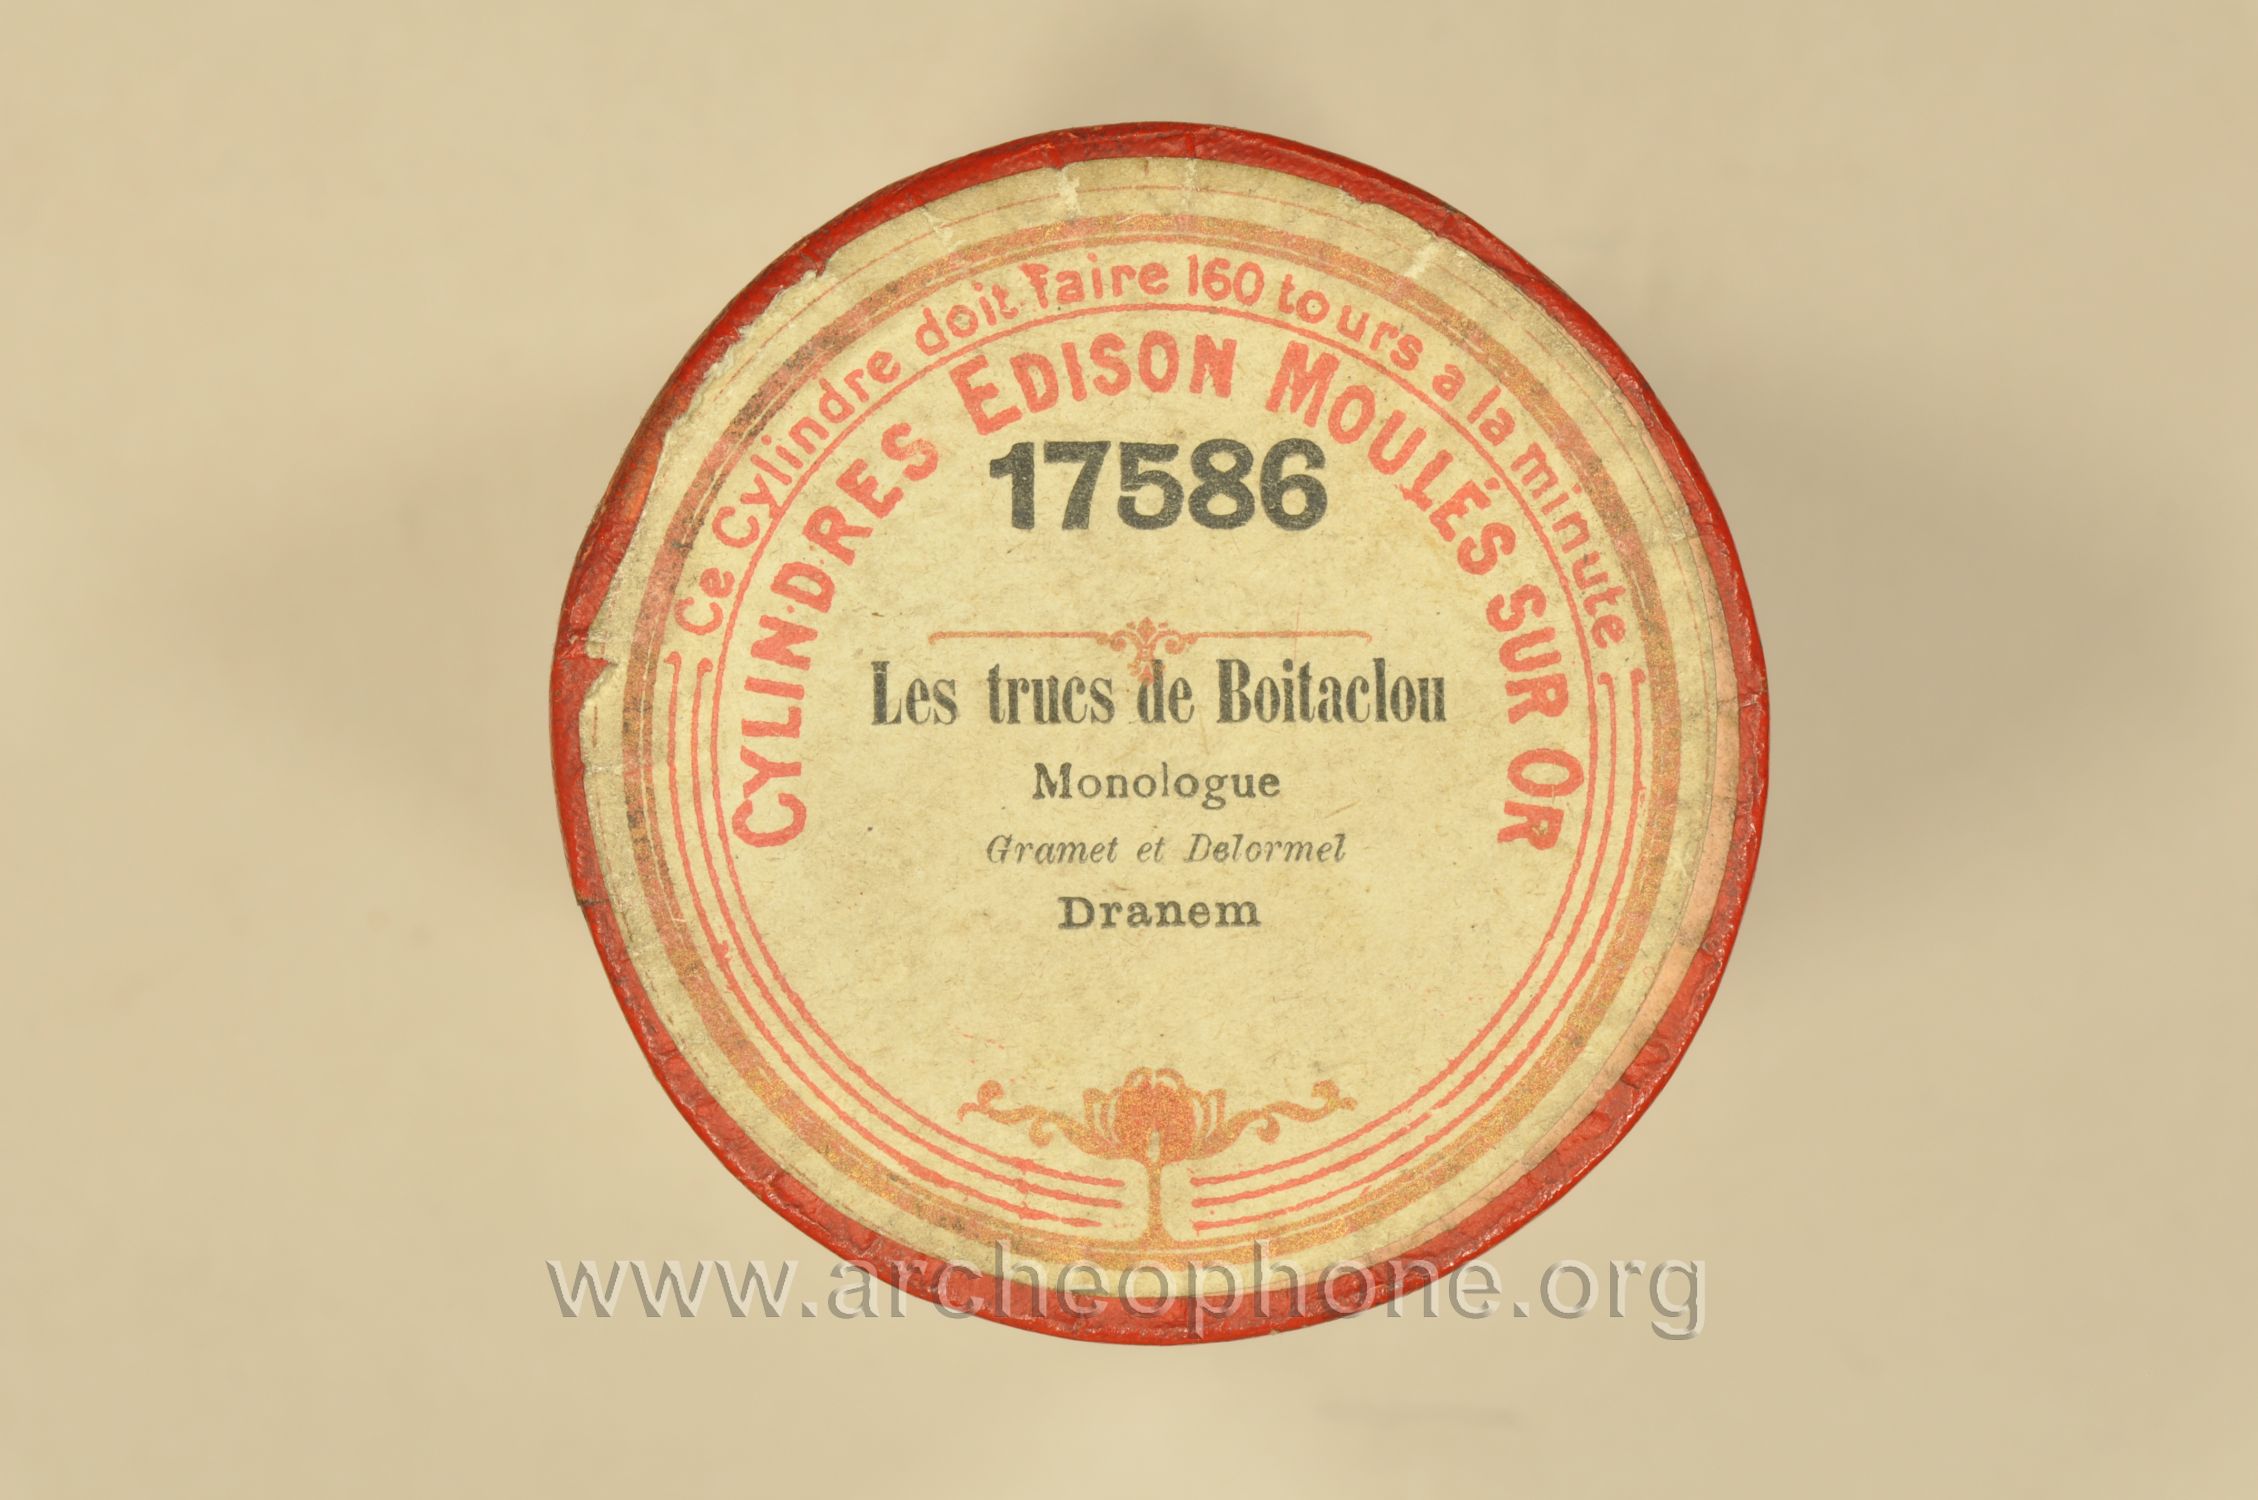 Ce Cylindre doit faire 160 tours a la minute
CYLINDRES EDISON MOULÉS SUR OR
17586
Les trucs de Boitaclou
Monologue
Gramet et Delormel
Dranem
www.archeophone.org